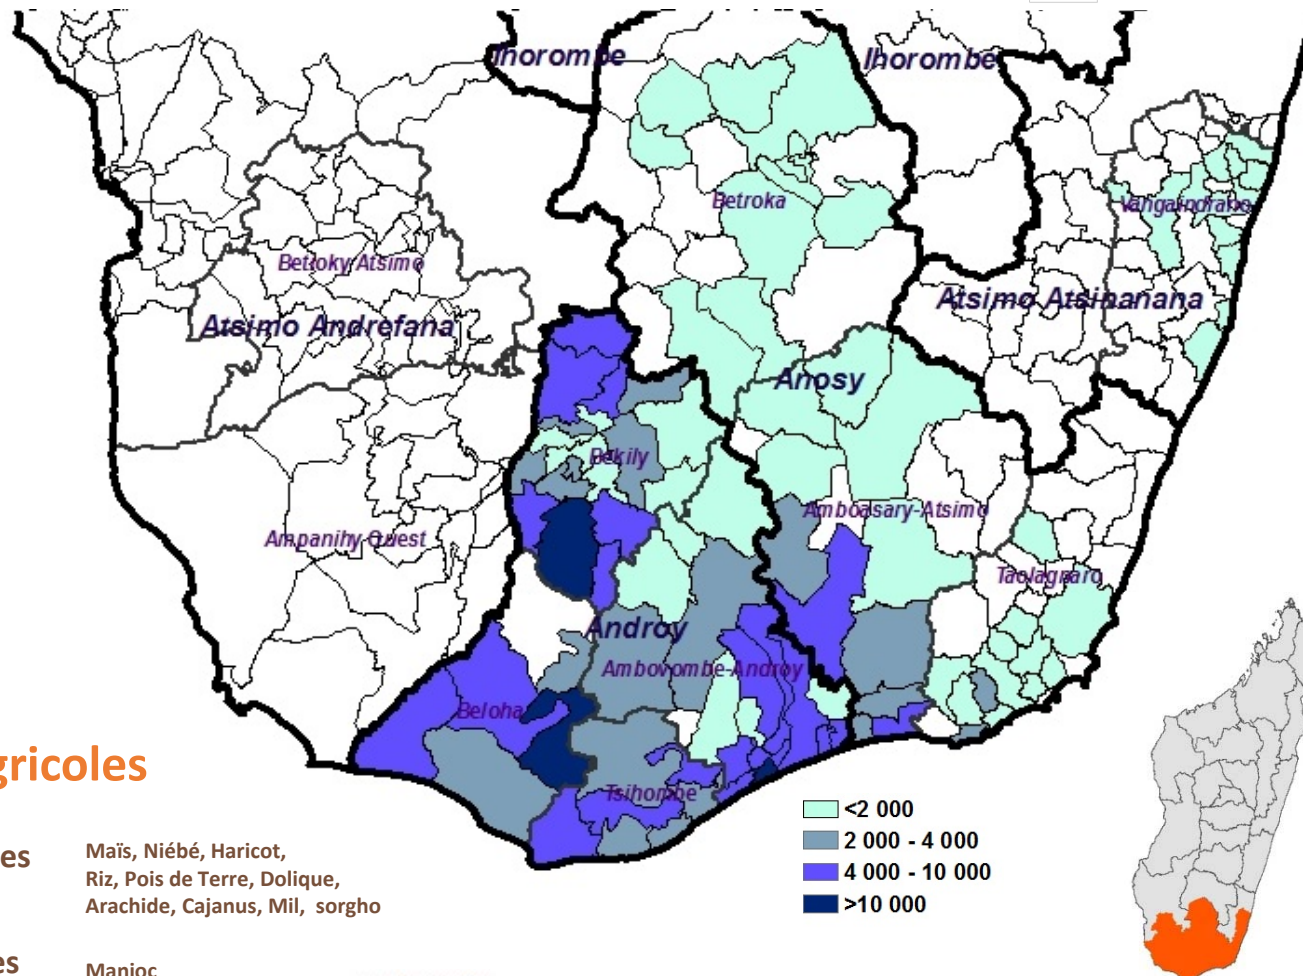 Ihorombe
Ihorombe
Betroka
Vangaindrano
Betioky Atsimo
Atsimo Andrefana
Atsimo Atsinanana
Anosy
Bekily
Amboasary-Atsimo
Ampanihy Ouest
Taolagnaro
Androy
Ambovombe-Androy
Beloha
Tsihombe
gricoles
<2 000
2 000 - 4 000
4 000 - 10 000
>10 000
es
Maïs, Niébé, Haricot,
Riz, Pois de Terre, Dolique,
Arachide, Cajanus, Mil, sorgho
es
Manioc